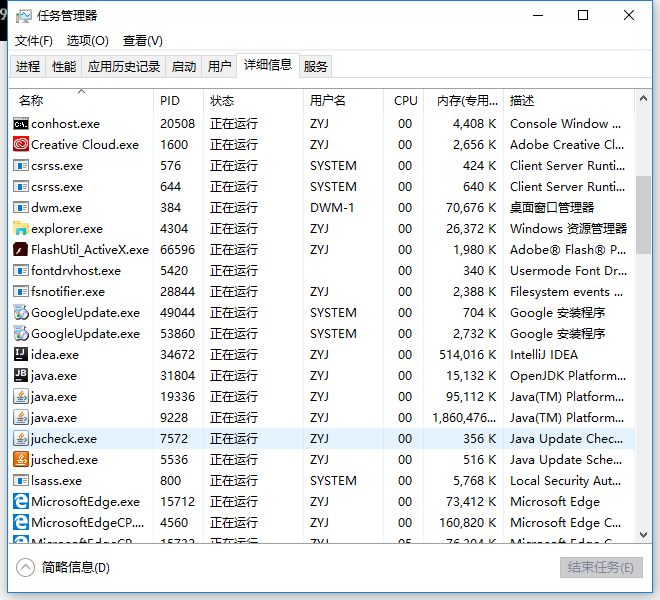 任务管理器
文件(F) 选项(O) 查看(V)
进程 性能 应用历史记录 启动 用户 详细信息 服务
名称 PID 状态 用户名 CPU 内存(专用... 描述
conhost.exe 20508 正在运行 ZYJ 00 4,408 K Console Window ...
Creative Cloud.exe 1600 正在运行 ZYJ 00 2,656 K Adobe Creative Cl...
csrss.exe 576 正在运行 SYSTEM 00 424 K Client Server Runti...
csrss.exe 644 正在运行 SYSTEM 00 640 K Client Server Runti...
dwm.exe 384 正在运行 DWM-1 00 70,676 K 桌面窗口管理器
explorer.exe 4304 正在运行 ZYJ 00 26,372 K Windows 资源管理器
FlashUtil_ActiveX.exe 66596 正在运行 ZYJ 00 1,980 K Adobe® Flash® P...
fontdrvhost.exe 5420 正在运行 00 340 K Usermode Font Dr...
fsnotifier.exe 28844 正在运行 ZYJ 00 2,388 K Filesystem events ...
GoogleUpdate.exe 49044 正在运行 SYSTEM 00 704 K Google 安装程序
GoogleUpdate.exe 53860 正在运行 SYSTEM 00 2,732 K Google 安装程序
idea.exe 34672 正在运行 ZYJ 00 514,016 K IntelliJ IDEA
java.exe 31804 正在运行 ZYJ 00 15,132 K OpenJDK Platform...
java.exe 19336 正在运行 ZYJ 00 95,112 K Java(TM) Platform...
java.exe 9228 正在运行 ZYJ 00 1,860,476... Java(TM) Platform...
jucheck.exe 7572 正在运行 ZYJ 00 356 K Java Update Chec...
jusched.exe 5536 正在运行 ZYJ 00 516 K Java Update Sche...
lsass.exe 800 正在运行 SYSTEM 00 5,768 K Local Security Aut...
MicrosoftEdge.exe 15712 正在运行 ZYJ 00 73,412 K Microsoft Edge
MicrosoftEdgeCP.... 4560 正在运行 ZYJ 00 160,820 K Microsoft Edge C...
简略信息(D) 结束任务(E)